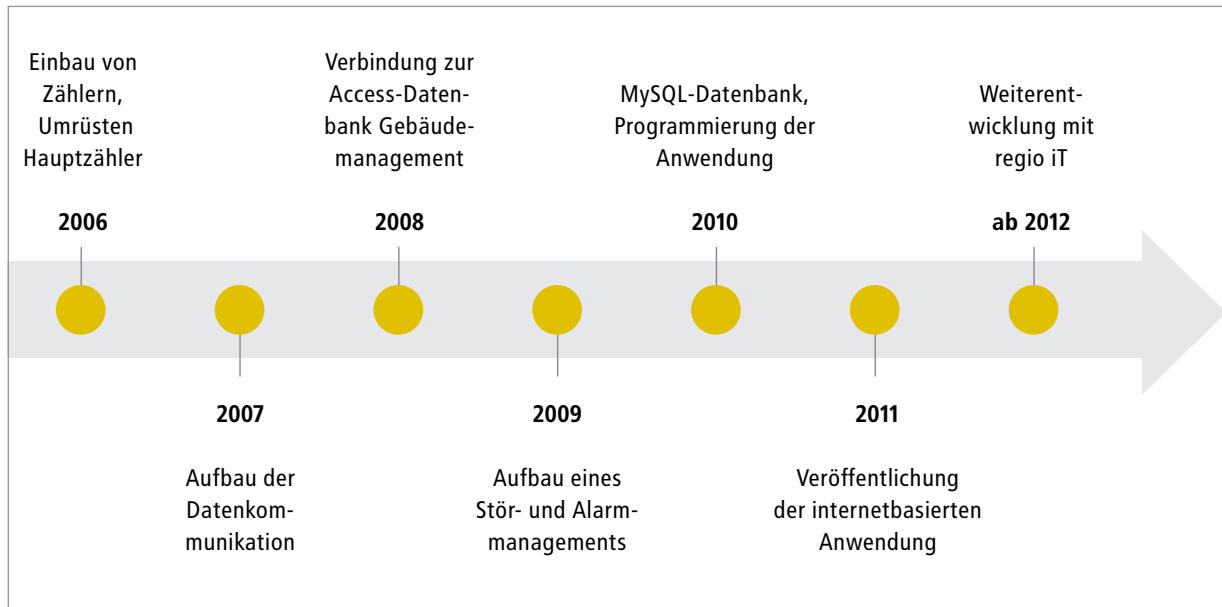 Einbau von
Zählern,
Umrüsten
Hauptzähler
2006
Aufbau der
Datenkom-
munikation
2007
Verbindung zur
Access-Daten-
bank Gebäude-
management
2008
Aufbau eines
Stör- und Alarm-
managements
2009
MySQL-Datenbank,
Programmierung der
Anwendung
2010
Veröffentlichung
der internetbasierten
Anwendung
2011
Weiterent-
wicklung mit
regio iT
ab 2012